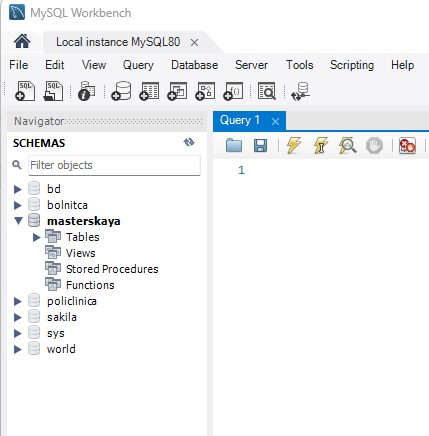 MySQL Workbench
Local instance MySQL80 ×
File Edit View Query Database Server Tools Scripting Help
Navigator
SCHEMAS
Filter objects
bd
bolnitca
masterskaya
Tables
Views
Stored Procedures
Functions
policlinica
sakila
sys
world
Query 1 ×
1